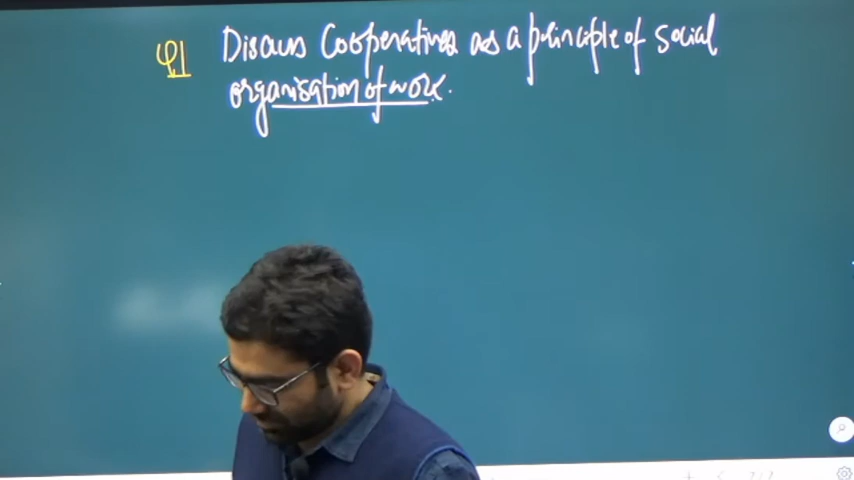 Q1 Discuss Cooperatives as a principle of social
organisation of work.